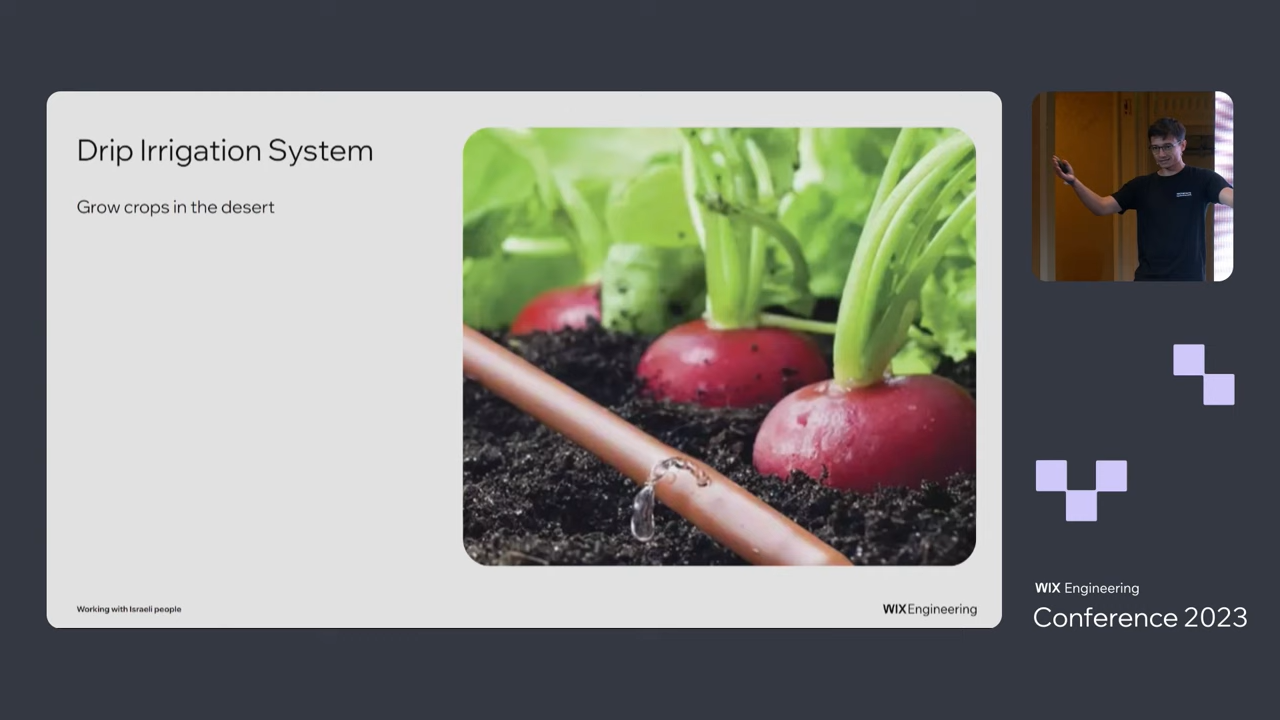 Drip Irrigation System
Grow crops in the desert
Working with Israeli people
WIX Engineering
WIX Engineering
Conference 2023